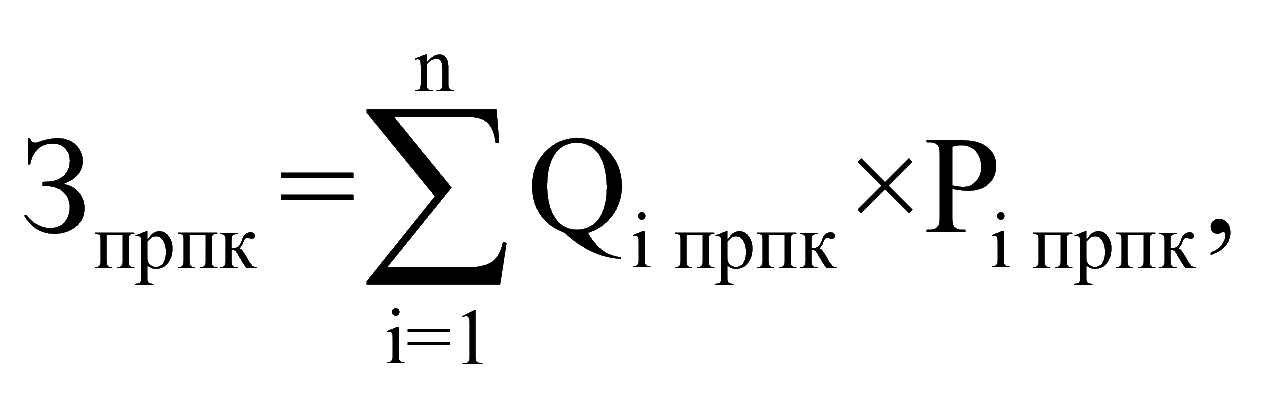 n
З прпк = ∑ Q i прпк × P i прпк ,
i=1